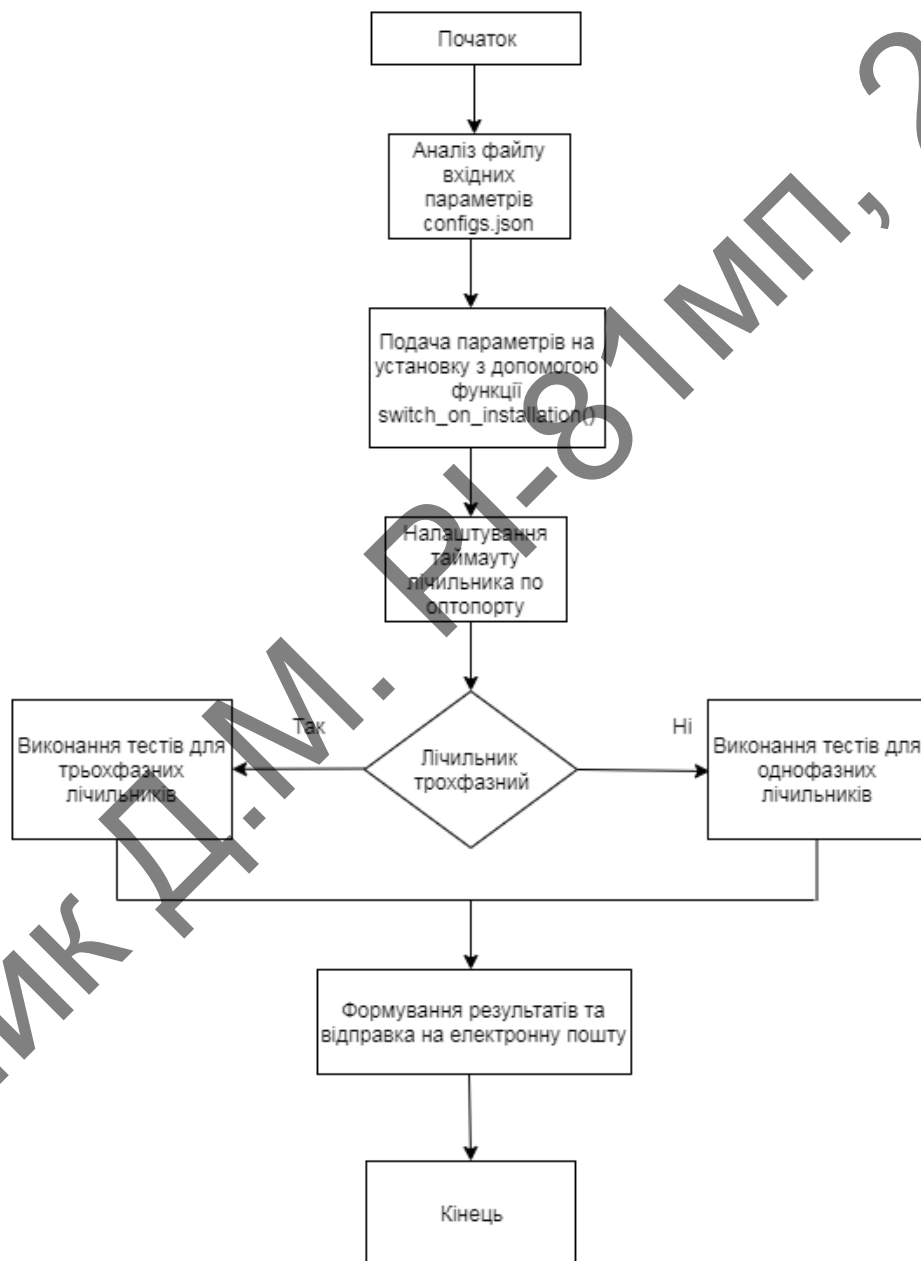 Початок
Аналіз файлу
вхідних
параметрів
configs.json
Подача параметрів на
установку з допомогою
функції
switch_on_installation()
Налаштування
таймауту
лічильника по
оптопорту
Лічильник
трохфазний
Так
Ні
Виконання тестів для
трьохфазних
лічильників
Виконання тестів для
однофазних
лічильників
Формування результатів та
відправка на електронну пошту
Кінець
Д.М. РІ-81мп,